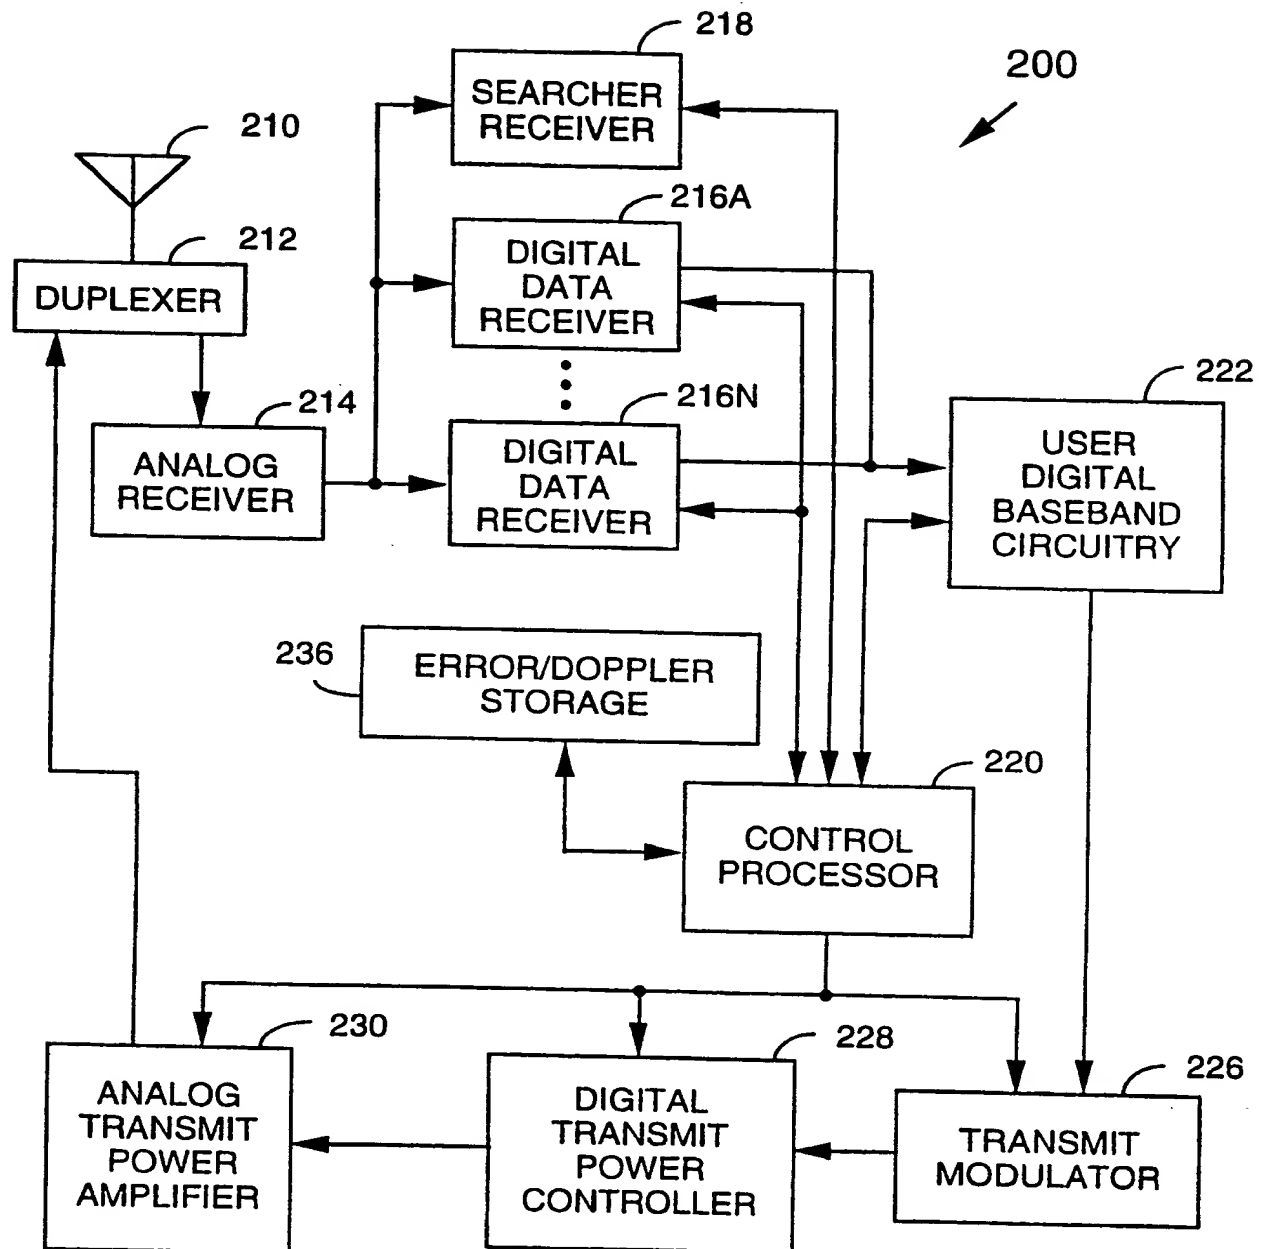 218
200
SEARCHER
RECEIVER
210
216A
212
DIGITAL
DATA
RECEIVER
DUPLEXER
222
214
216N
ANALOG
RECEIVER
DIGITAL
DATA
RECEIVER
USER
DIGITAL
BASEBAND
CIRCUITRY
236
ERROR/DOPPLER
STORAGE
220
CONTROL
PROCESSOR
230
228
226
ANALOG
TRANSMIT
POWER
AMPLIFIER
DIGITAL
TRANSMIT
POWER
CONTROLLER
TRANSMIT
MODULATOR